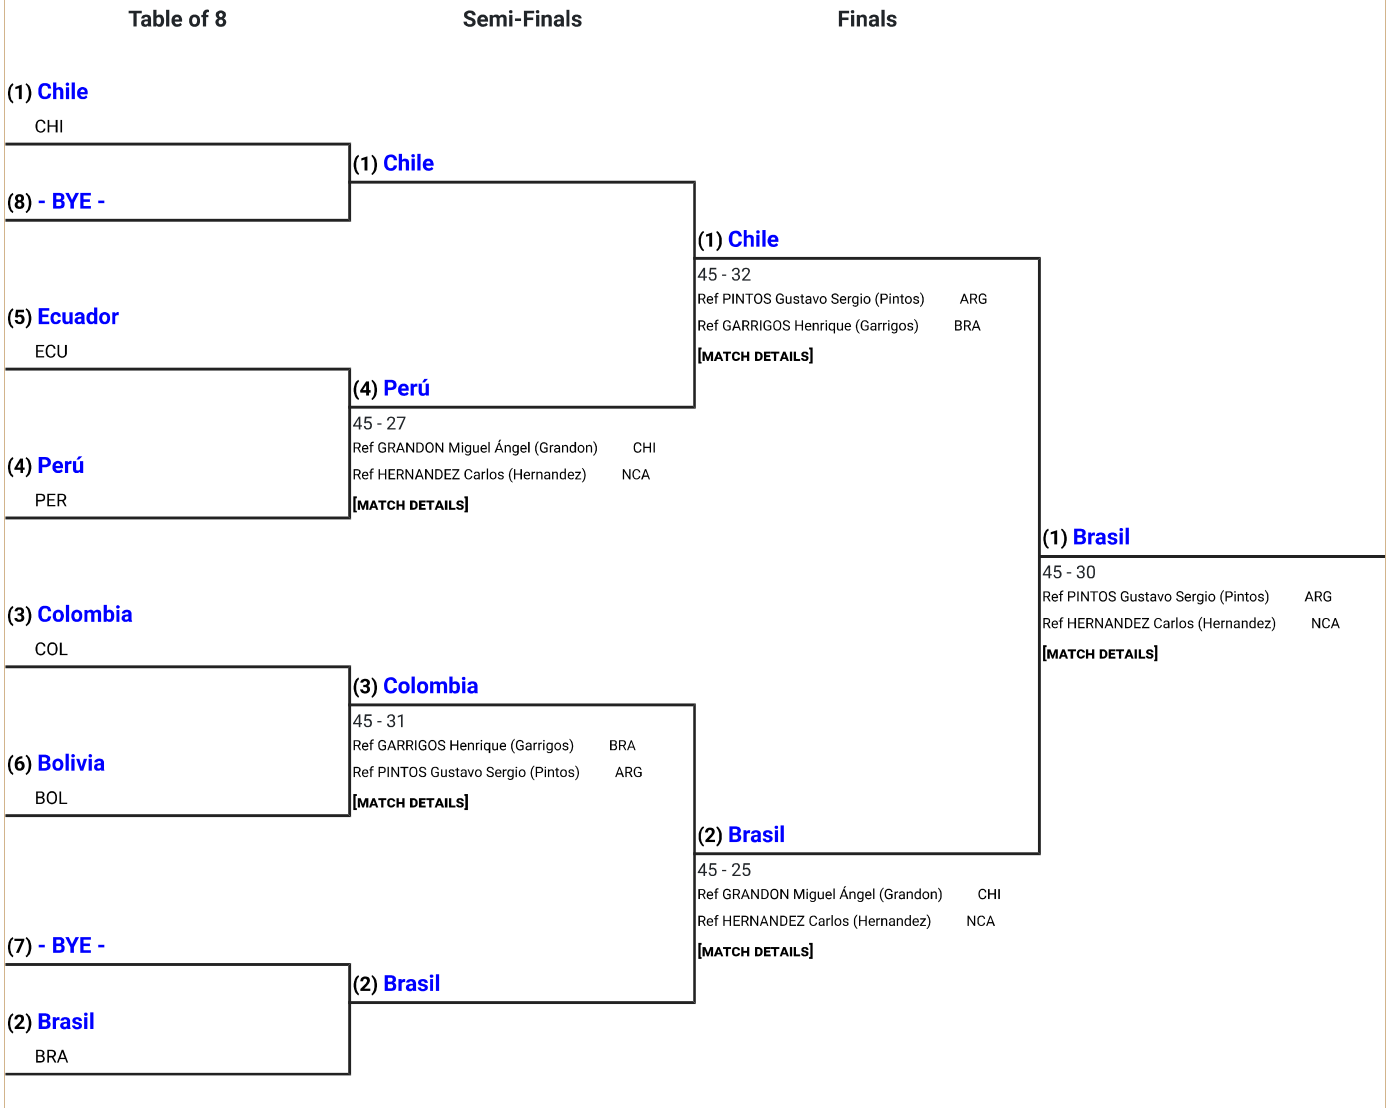 Table of 8
Semi-Finals
Finals
(1) Chile
CHI
(8) - BYE -
(5) Ecuador
ECU
(4) Perú
PER
(3) Colombia
COL
(6) Bolivia
BOL
(7) - BYE -
(2) Brasil
BRA
(1) Chile
(4) Perú
45 - 27
Ref GRANDON Miguel Ángel (Grandon) CHI
Ref HERNANDEZ Carlos (Hernandez) NCA
[MATCH DETAILS]
(3) Colombia
45 - 31
Ref GARRIGOS Henrique (Garrigos) BRA
Ref PINTOS Gustavo Sergio (Pintos) ARG
[MATCH DETAILS]
(2) Brasil
(1) Chile
45 - 32
Ref PINTOS Gustavo Sergio (Pintos) ARG
Ref GARRIGOS Henrique (Garrigos) BRA
[MATCH DETAILS]
(2) Brasil
45 - 25
Ref GRANDON Miguel Ángel (Grandon) CHI
Ref HERNANDEZ Carlos (Hernandez) NCA
[MATCH DETAILS]
(1) Brasil
45 - 30
Ref PINTOS Gustavo Sergio (Pintos) ARG
Ref HERNANDEZ Carlos (Hernandez) NCA
[MATCH DETAILS]